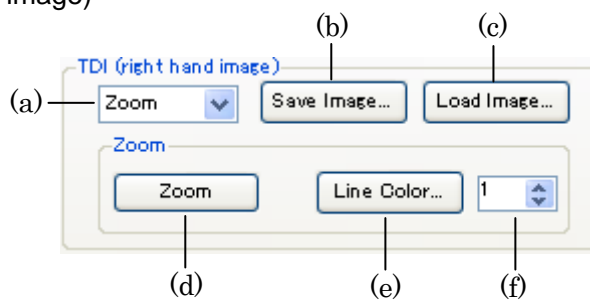 image)
(b) (c)
TDI (right hand image)
(a) Zoom Save Image... Load Image...
Zoom
Zoom Line Color... 1
(d) (e) (f)